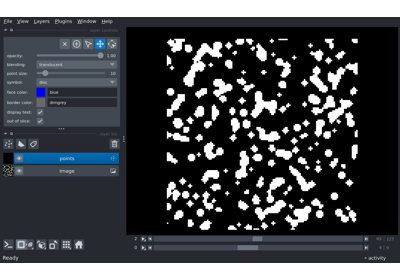 File View Layers Plugins Window Help
opacity: 1.00
blending: translucent
point size: 10
symbol: disc
face color: blue
border color: dimgrey
display text: ✓
out of slice: ✓
points
Image
2
0
Ready
activity